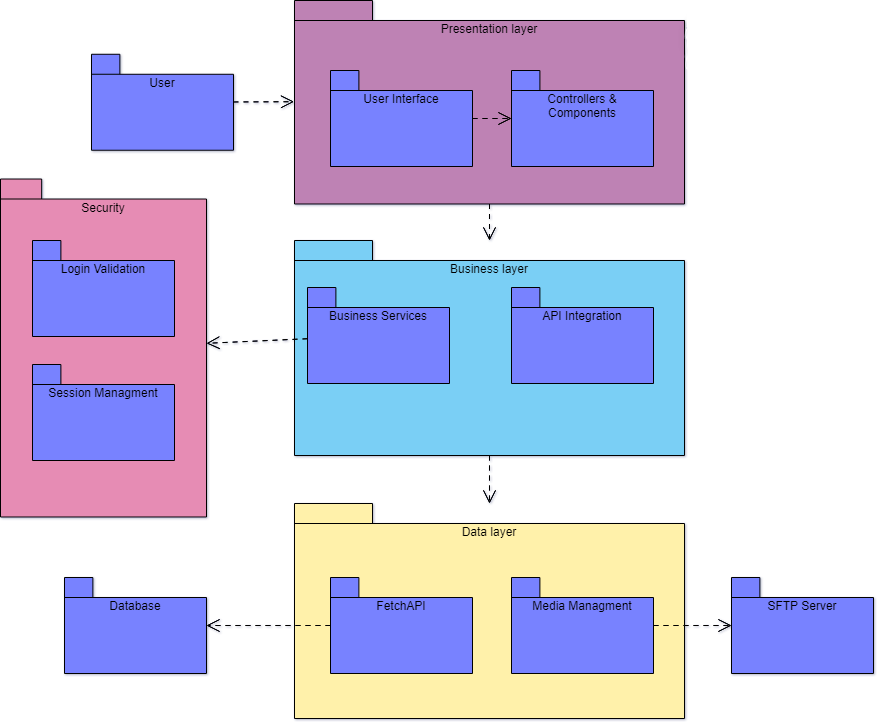 Presentation layer
User
User Interface
Controllers &
Components
Security
Login Validation
Session Managment
Business layer
Business Services
API Integration
Data layer
Database
FetchAPI
Media Managment
SFTP Server